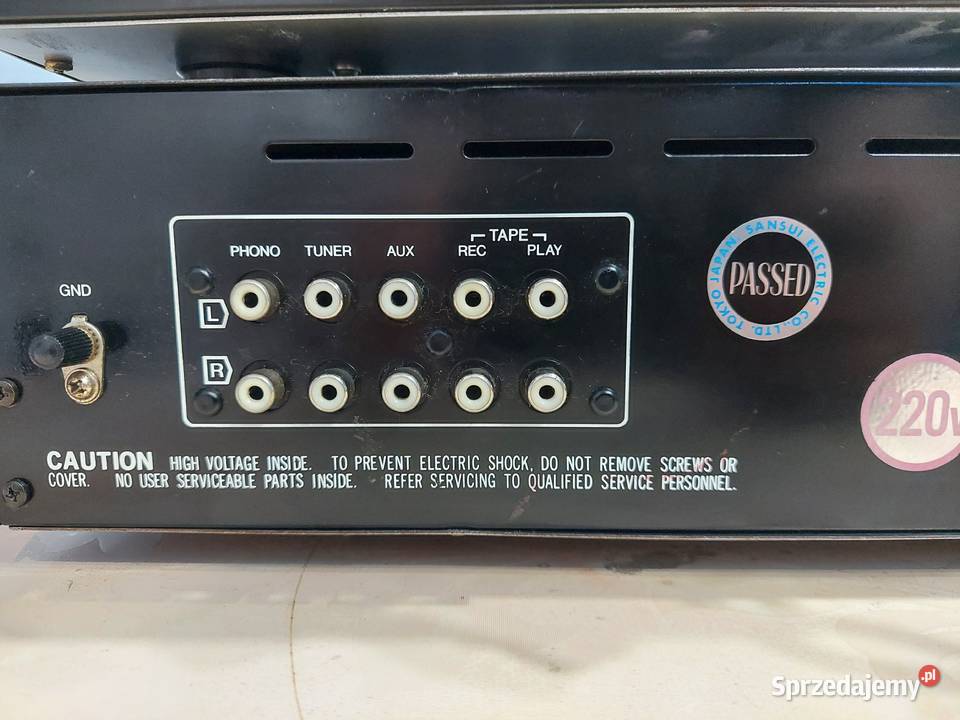 TAPE
PHONO TUNER AUX REC PLAY
GND
L
R
SANSUI ELECTRIC CO., LTD. TOKYO JAPAN.
PASSED
220V
CAUTION HIGH VOLTAGE INSIDE. TO PREVENT ELECTRIC SHOCK, DO NOT REMOVE SCREWS OR
COVER. NO USER SERVICEABLE PARTS INSIDE. REFER SERVICING TO QUALIFIED SERVICE PERSONNEL.
Sprzedajemy.pl